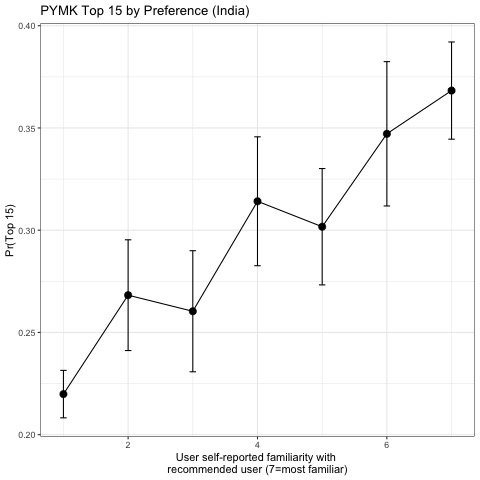 PYMK Top 15 by Preference (India)
0.40
0.35
0.30
0.25
0.20
Pr(Top 15)
2 4 6
User self-reported familiarity with
recommended user (7=most familiar)